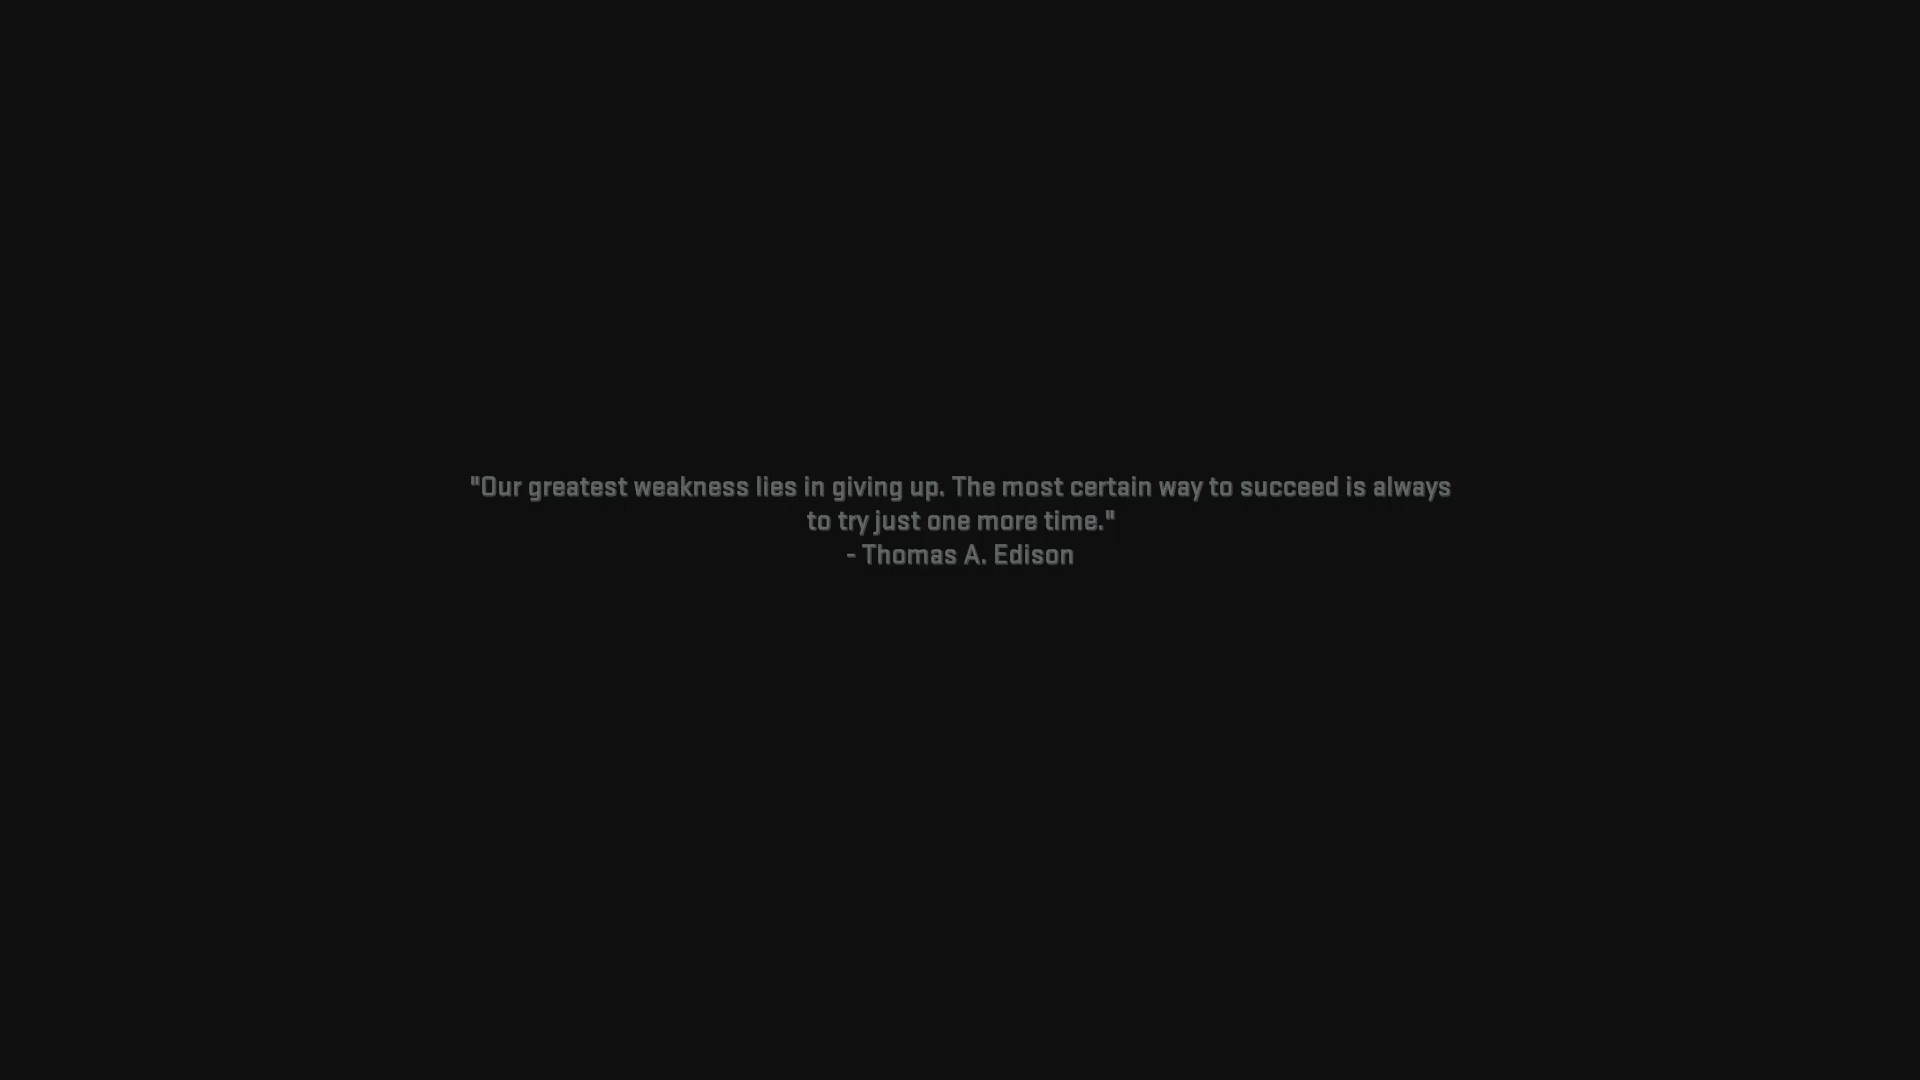 "Our greatest weakness lies in giving up. The most certain way to succeed is always
to try just one more time."
- Thomas A. Edison